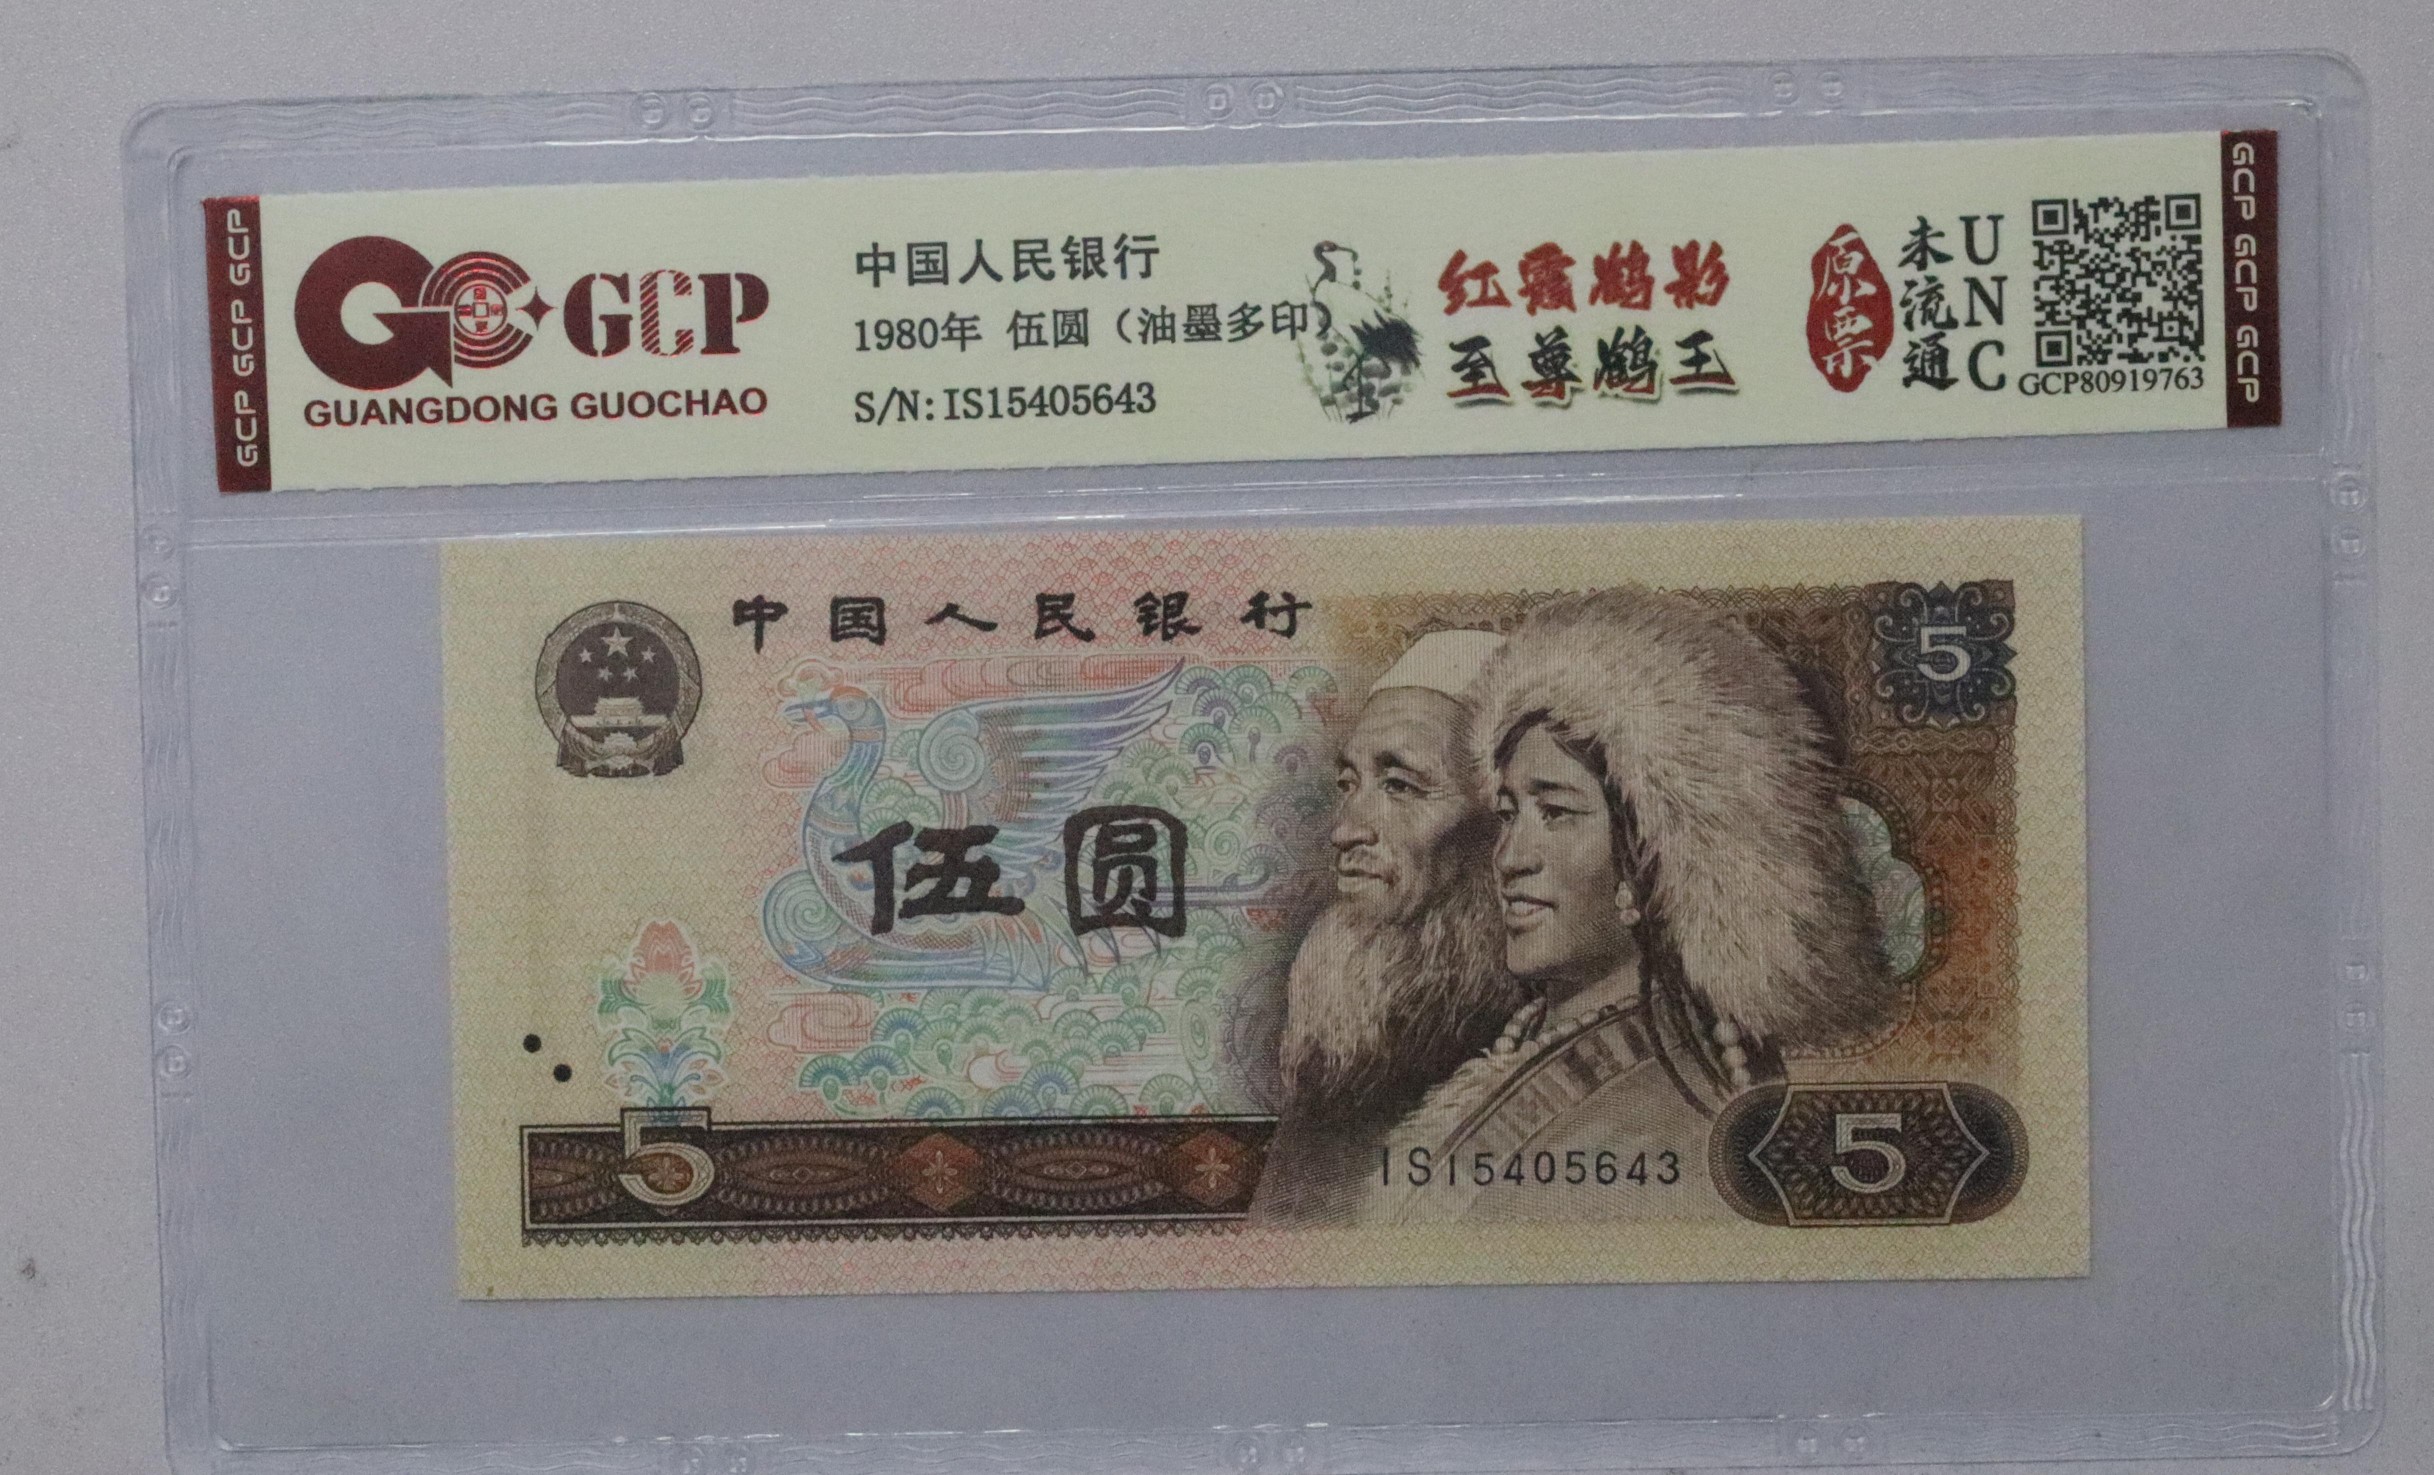 GCP GCP GCP
GCP
GUANGDONG GUOCHAO
中国人民银行
1980年 伍圆（油墨多印）
S/N:IS15405643
红霞鹤影
至尊鹤王
原票
未流通
UNC
GCP80919763
GCP GCP GCP
中国人民银行
5
伍圆
5
IS15405643
5